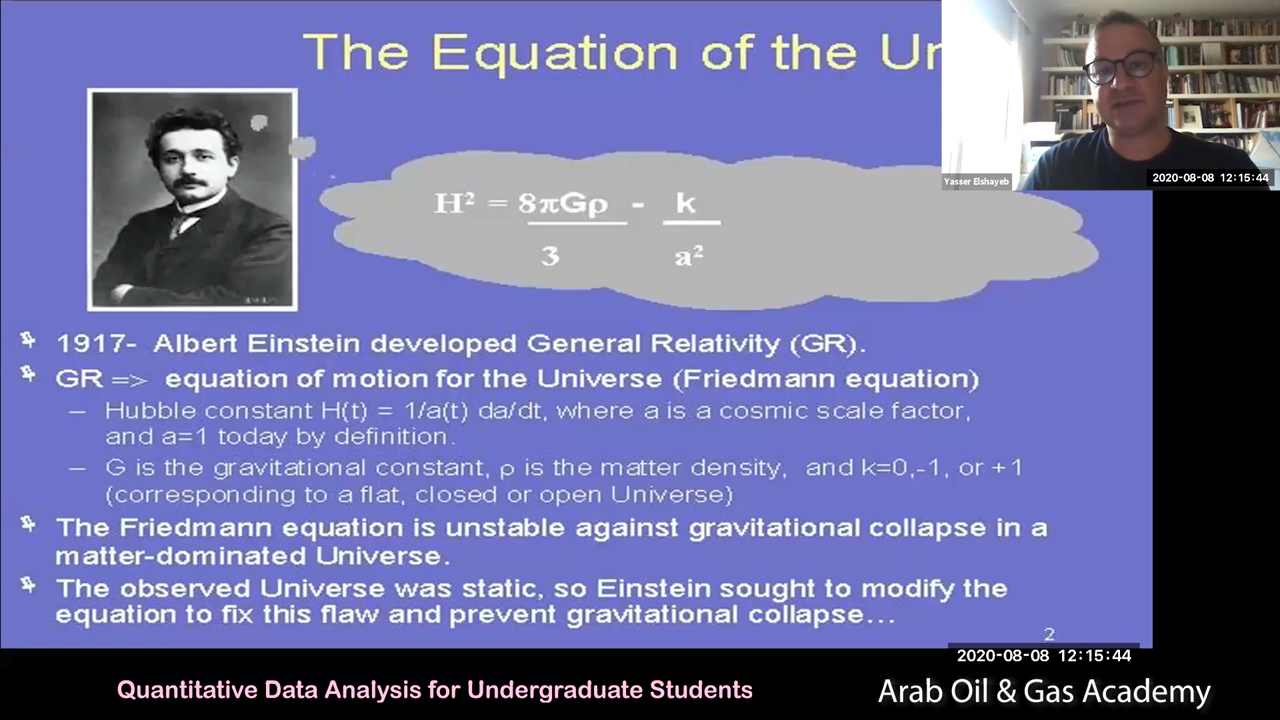 The Equation of the Un
H² = 8πGρ - k
3 a²
1917- Albert Einstein developed General Relativity (GR).
GR => equation of motion for the Universe (Friedmann equation)
– Hubble constant H(t) = 1/a(t) da/dt, where a is a cosmic scale factor,
and a=1 today by definition.
– G is the gravitational constant, ρ is the matter density, and k=0,-1, or +1
(corresponding to a flat, closed or open Universe)
The Friedmann equation is unstable against gravitational collapse in a
matter-dominated Universe.
The observed Universe was static, so Einstein sought to modify the
equation to fix this flaw and prevent gravitational collapse...
2
Yasser Elshayeb
2020-08-08 12:15:44
2020-08-08 12:15:44
Quantitative Data Analysis for Undergraduate Students
Arab Oil & Gas Academy